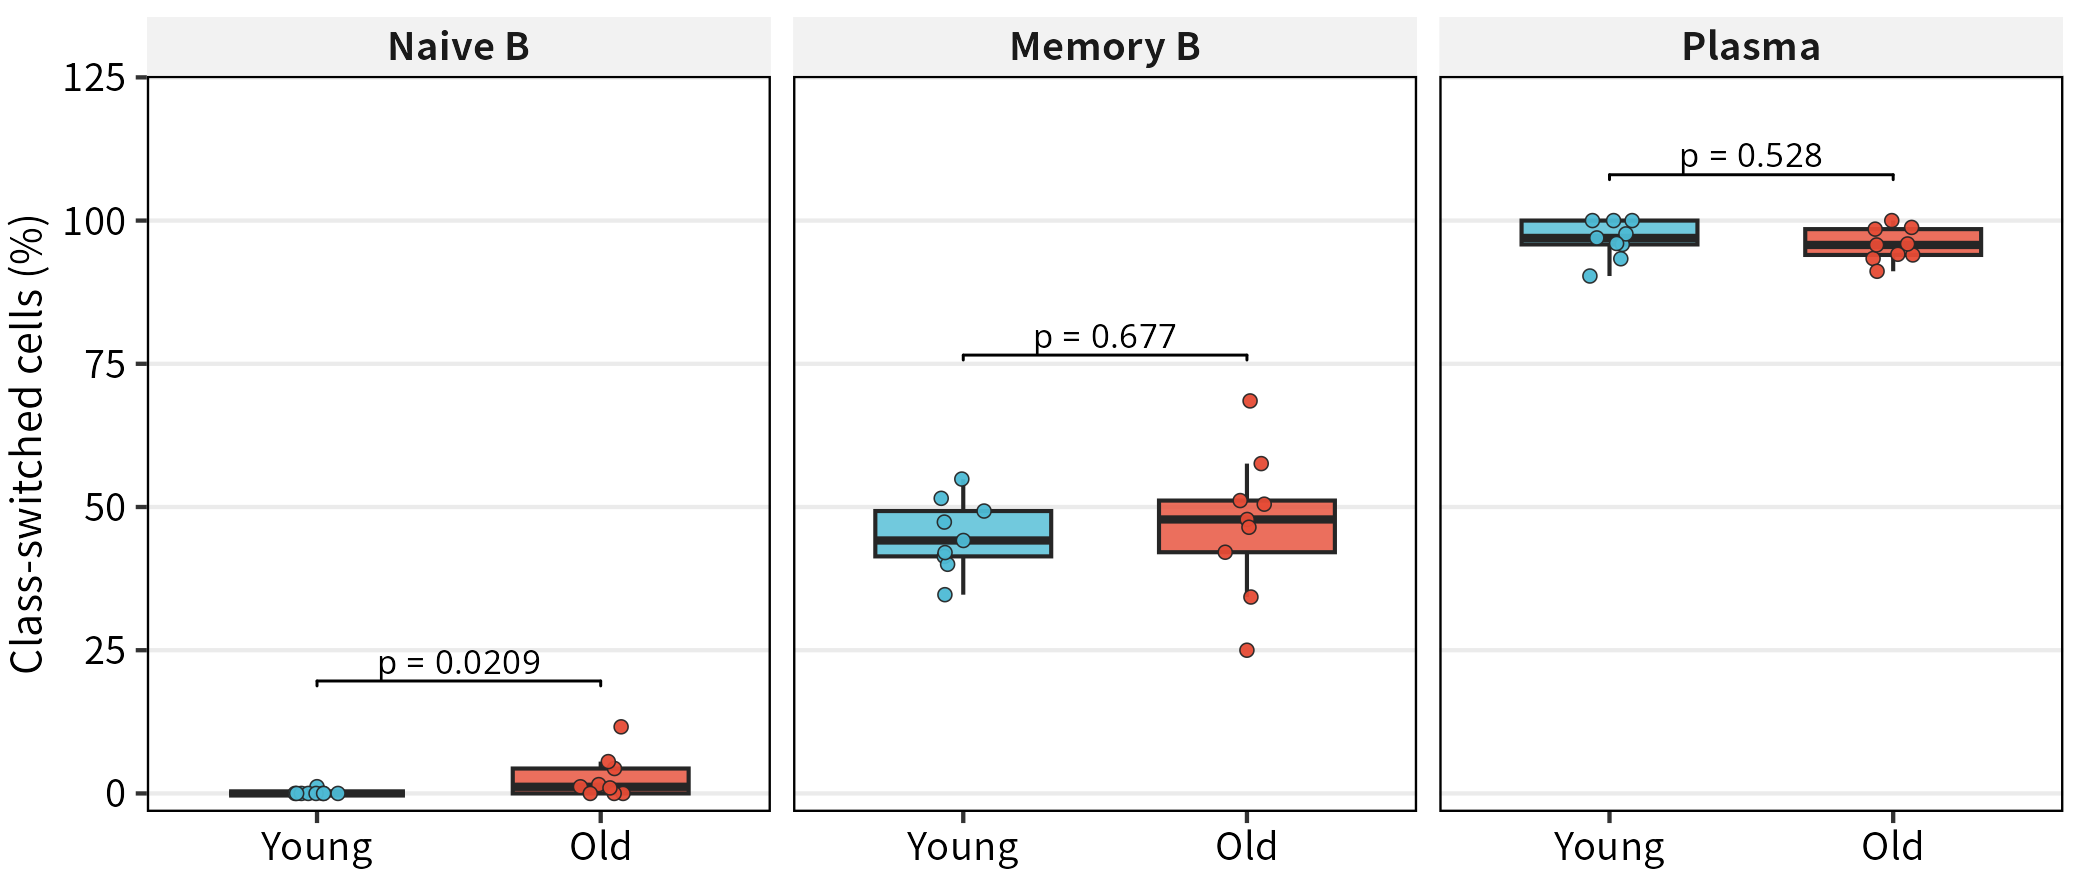 Naive B
Memory B
Plasma
Class-switched cells (%)
125
100
75
50
25
0
p = 0.0209
p = 0.677
p = 0.528
Young
Old
Young
Old
Young
Old